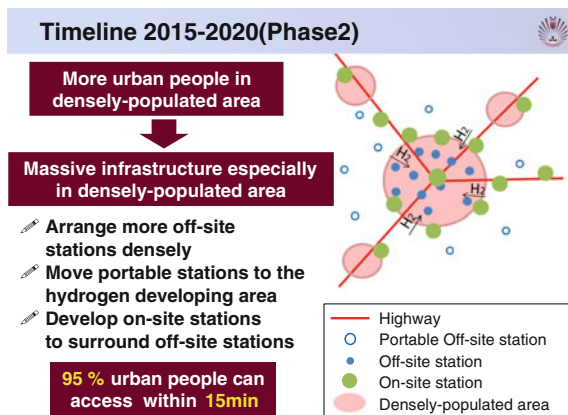 Timeline 2015-2020(Phase2)
More urban people in
densely-populated area
Massive infrastructure especially
in densely-populated area
Arrange more off-site
stations densely
Move portable stations to the
hydrogen developing area
Develop on-site stations
to surround off-site stations
95 % urban people can
access within 15min
H2
H2
H2
H2
Highway
Portable Off-site station
Off-site station
On-site station
Densely-populated area